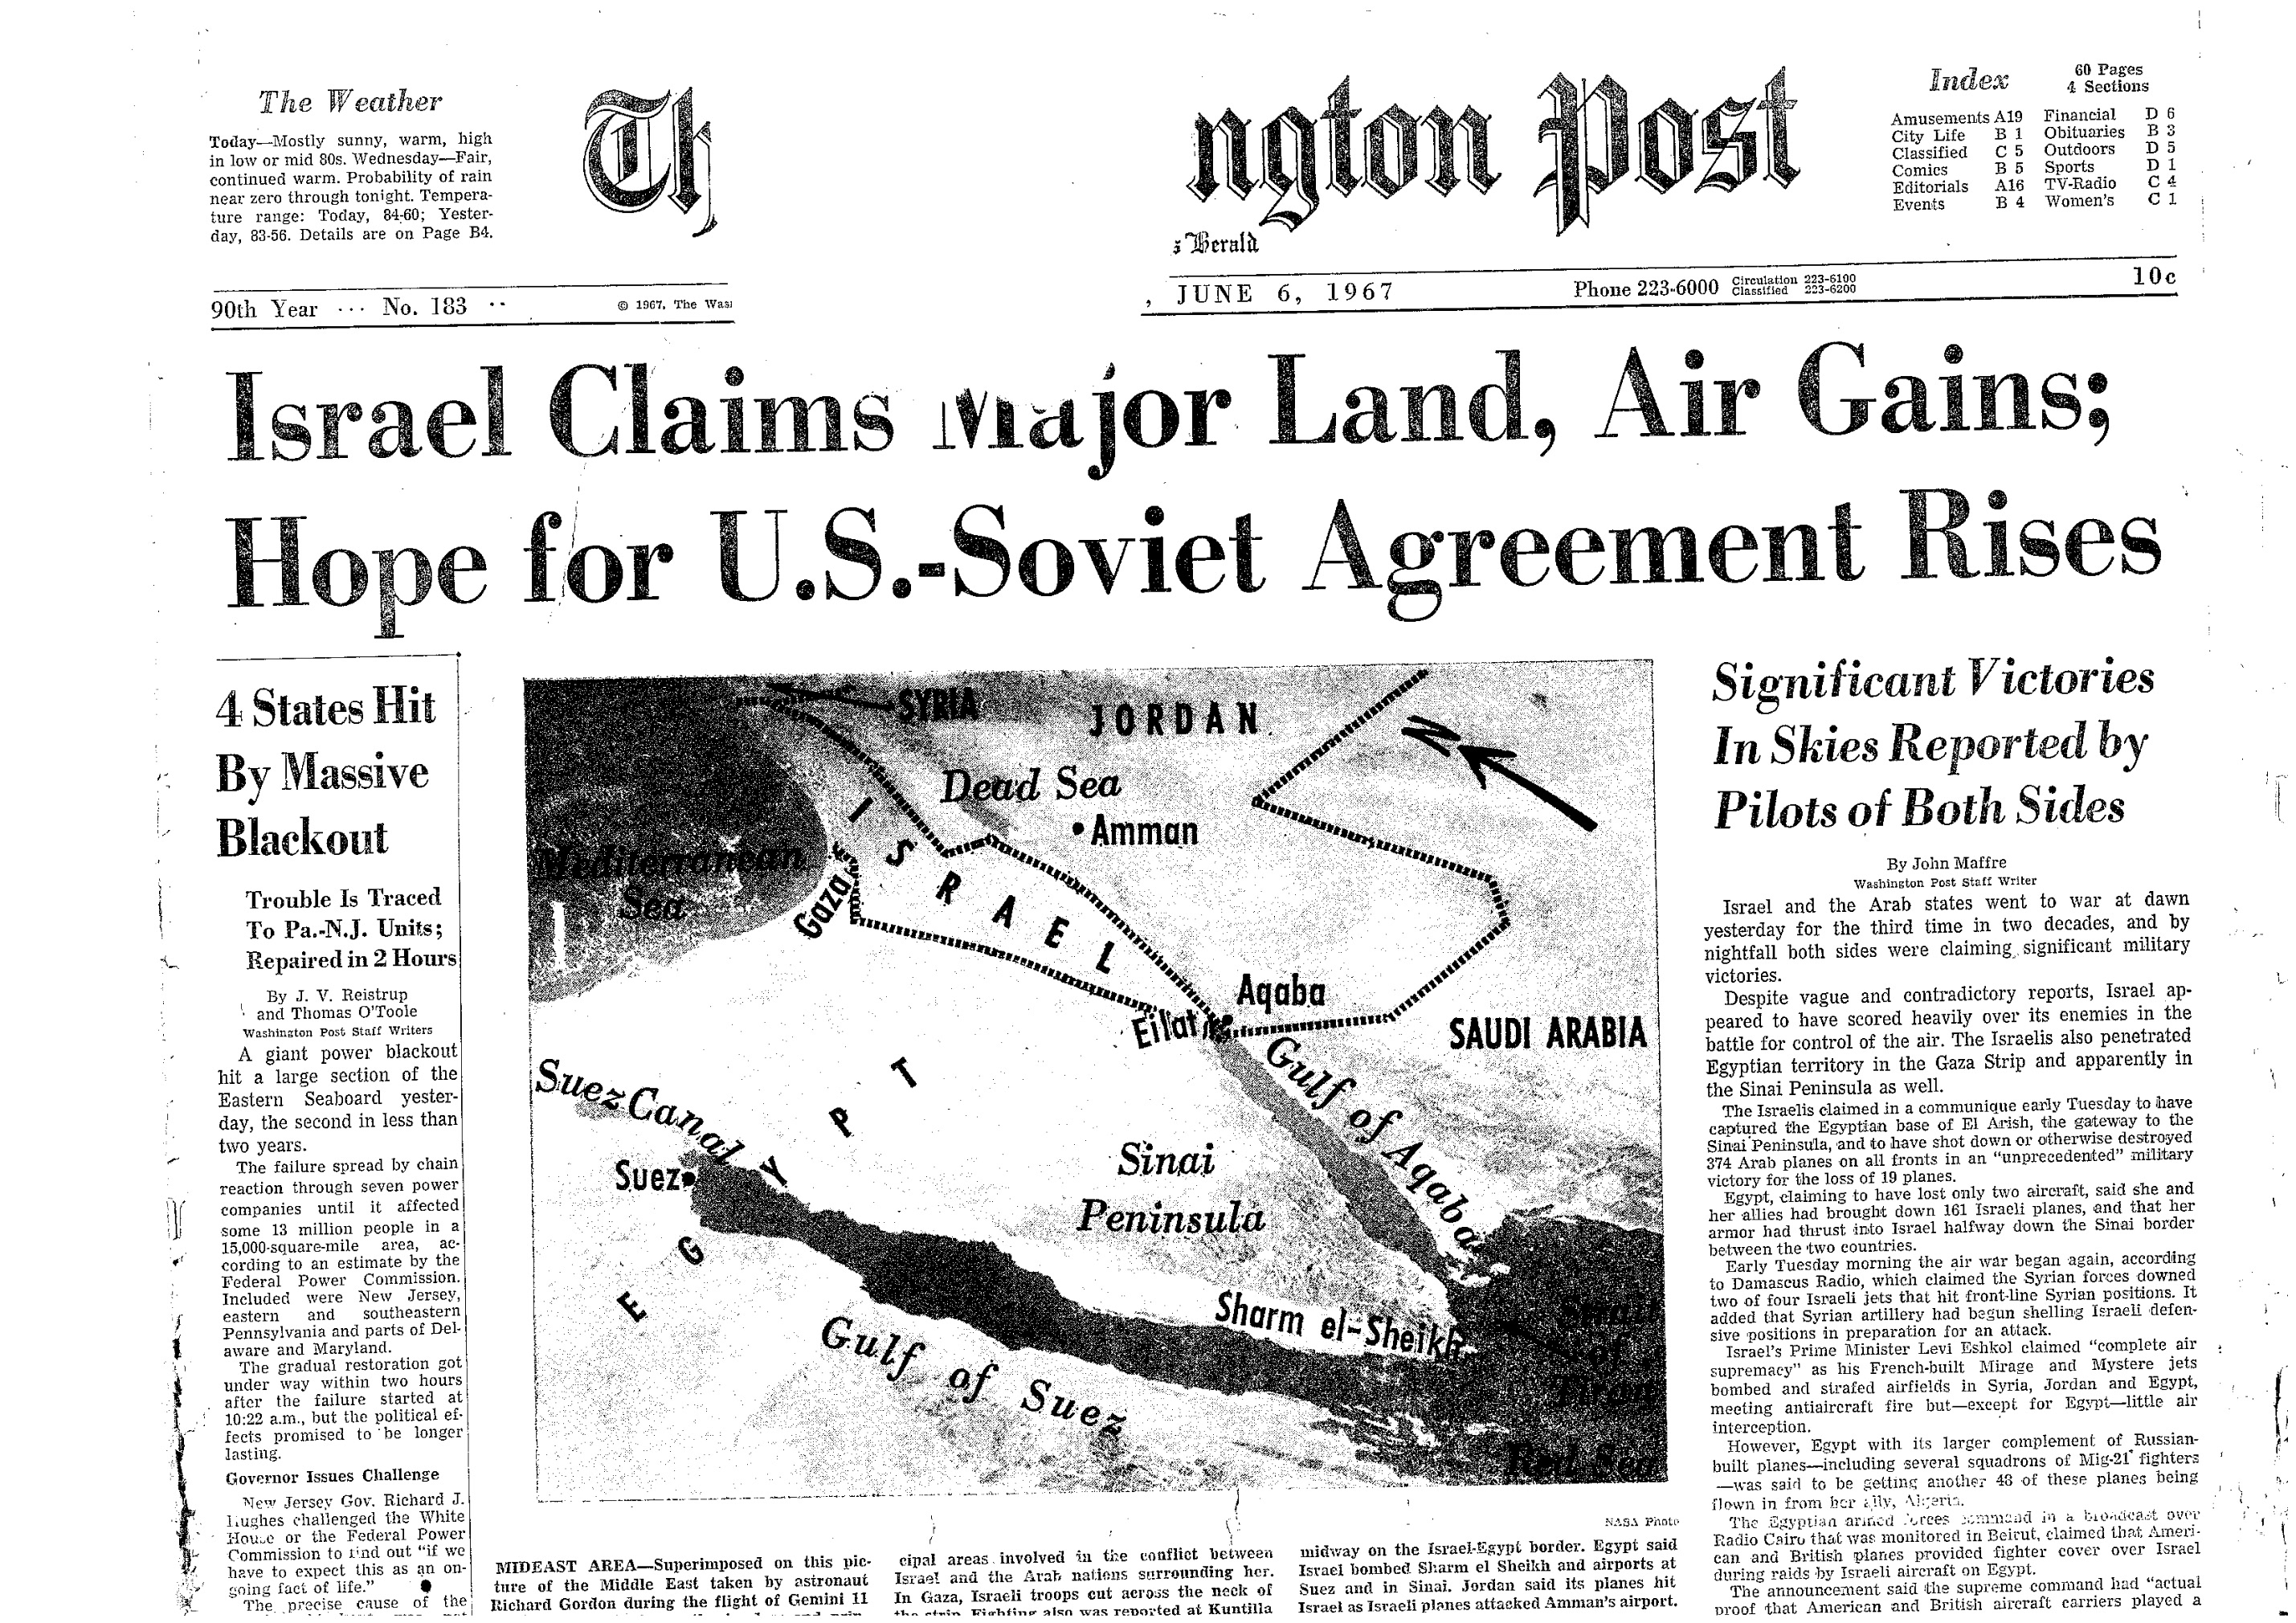 The Weather
Today—Mostly sunny, warm, high
in low or mid 80s. Wednesday—Fair,
continued warm. Probability of rain
near zero through tonight. Tempera-
ture range: Today, 84-60; Yester-
day, 83-56. Details are on Page B4.
Th
ngton Post
s Herald
Index
60 Pages
4 Sections
Amusements A19
City Life B 1
Classified C 5
Comics B 5
Editorials A16
Events B 4
Financial D 6
Obituaries B 3
Outdoors D 5
Sports D 1
TV-Radio C 4
Women's C 1
90th Year ··· No. 183 ··
© 1967, The Was
, JUNE 6, 1967
Phone 223-6000
Circulation 223-6100
Classified 223-6200
10c
Israel Claims Major Land, Air Gains;
Hope for U.S.-Soviet Agreement Rises
4 States Hit
By Massive
Blackout
Trouble Is Traced
To Pa.-N.J. Units;
Repaired in 2 Hours
By J. V. Reistrup
and Thomas O'Toole
Washington Post Staff Writers
A giant power blackout
hit a large section of the
Eastern Seaboard yester-
day, the second in less than
two years.
The failure spread by chain
reaction through seven power
companies until it affected
some 13 million people in a
15,000-square-mile area, ac-
cording to an estimate by the
Federal Power Commission.
Included were New Jersey,
eastern and southeastern
Pennsylvania and parts of Del-
aware and Maryland.
The gradual restoration got
under way within two hours
after the failure started at
10:22 a.m., but the political ef-
fects promised to be longer
lasting.
Governor Issues Challenge
New Jersey Gov. Richard J.
Hughes challenged the White
House or the Federal Power
Commission to find out "if we
have to expect this as an on-
going fact of life."
The precise cause of the
SYRIA
JORDAN
N
Dead Sea
Amman
ISRAEL
Mediterranean
Sea
Gaza
Aqaba
Eilat
SAUDI ARABIA
Gulf of Aqaba
Suez Canal
Suez
EGYPT
Sinai
Peninsula
Sharm el-Sheikh
Strait
of
Tiran
Gulf of Suez
Red Sea
NASA Photo
MIDEAST AREA—Superimposed on this pic-
ture of the Middle East taken by astronaut
Richard Gordon during the flight of Gemini 11
cipal areas involved in the conflict between
Israel and the Arab nations surrounding her.
In Gaza, Israeli troops cut across the neck of
the strip. Fighting also was reported at Kuntilla
midway on the Israel-Egypt border. Egypt said
Israel bombed Sharm el Sheikh and airports at
Suez and in Sinai. Jordan said its planes hit
Israel as Israeli planes attacked Amman's airport.
Significant Victories
In Skies Reported by
Pilots of Both Sides
By John Maffre
Washington Post Staff Writer
Israel and the Arab states went to war at dawn
yesterday for the third time in two decades, and by
nightfall both sides were claiming significant military
victories.
Despite vague and contradictory reports, Israel ap-
peared to have scored heavily over its enemies in the
battle for control of the air. The Israelis also penetrated
Egyptian territory in the Gaza Strip and apparently in
the Sinai Peninsula as well.
The Israelis claimed in a communique early Tuesday to have
captured the Egyptian base of El Arish, the gateway to the
Sinai Peninsula, and to have shot down or otherwise destroyed
374 Arab planes on all fronts in an "unprecedented" military
victory for the loss of 19 planes.
Egypt, claiming to have lost only two aircraft, said she and
her allies had brought down 161 Israeli planes, and that her
armor had thrust into Israel halfway down the Sinai border
between the two countries.
Early Tuesday morning the air war began again, according
to Damascus Radio, which claimed the Syrian forces downed
two of four Israeli jets that hit front-line Syrian positions. It
added that Syrian artillery had begun shelling Israeli defen-
sive positions in preparation for an attack.
Israel's Prime Minister Levi Eshkol claimed "complete air
supremacy" as his French-built Mirage and Mystere jets
bombed and strafed airfields in Syria, Jordan and Egypt,
meeting antiaircraft fire but—except for Egypt—little air
interception.
However, Egypt with its larger complement of Russian-
built planes—including several squadrons of Mig-21 fighters
—was said to be getting another 48 of these planes being
flown in from her ally, Algeria.
The Egyptian armed forces command in a broadcast over
Radio Cairo that was monitored in Beirut, claimed that Ameri-
can and British planes provided fighter cover over Israel
during raids by Israeli aircraft on Egypt.
The announcement said the supreme command had "actual
proof that American and British aircraft carriers played a